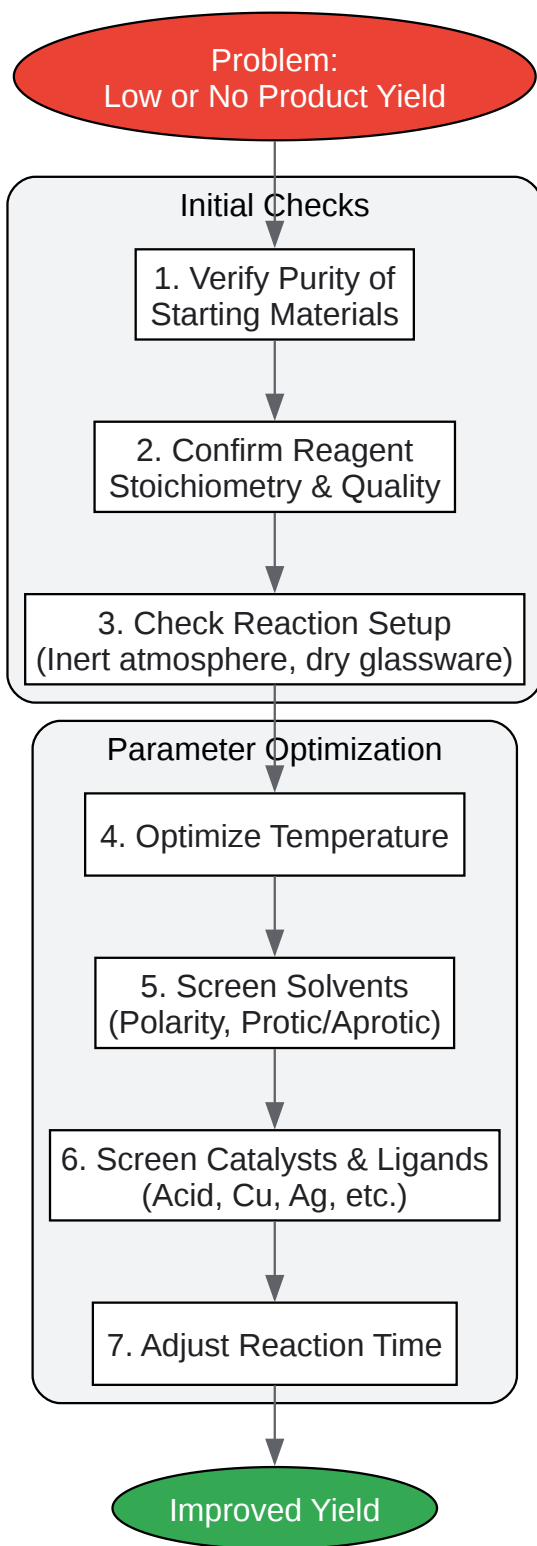 Problem:
Low or No Product Yield
Initial Checks
1. Verify Purity of
Starting Materials
2. Confirm Reagent
Stoichiometry & Quality
3. Check Reaction Setup
(Inert atmosphere, dry glassware)
Parameter Optimization
4. Optimize Temperature
5. Screen Solvents
(Polarity, Protic/Aprotic)
6. Screen Catalysts & Ligands
(Acid, Cu, Ag, etc.)
7. Adjust Reaction Time
Improved Yield